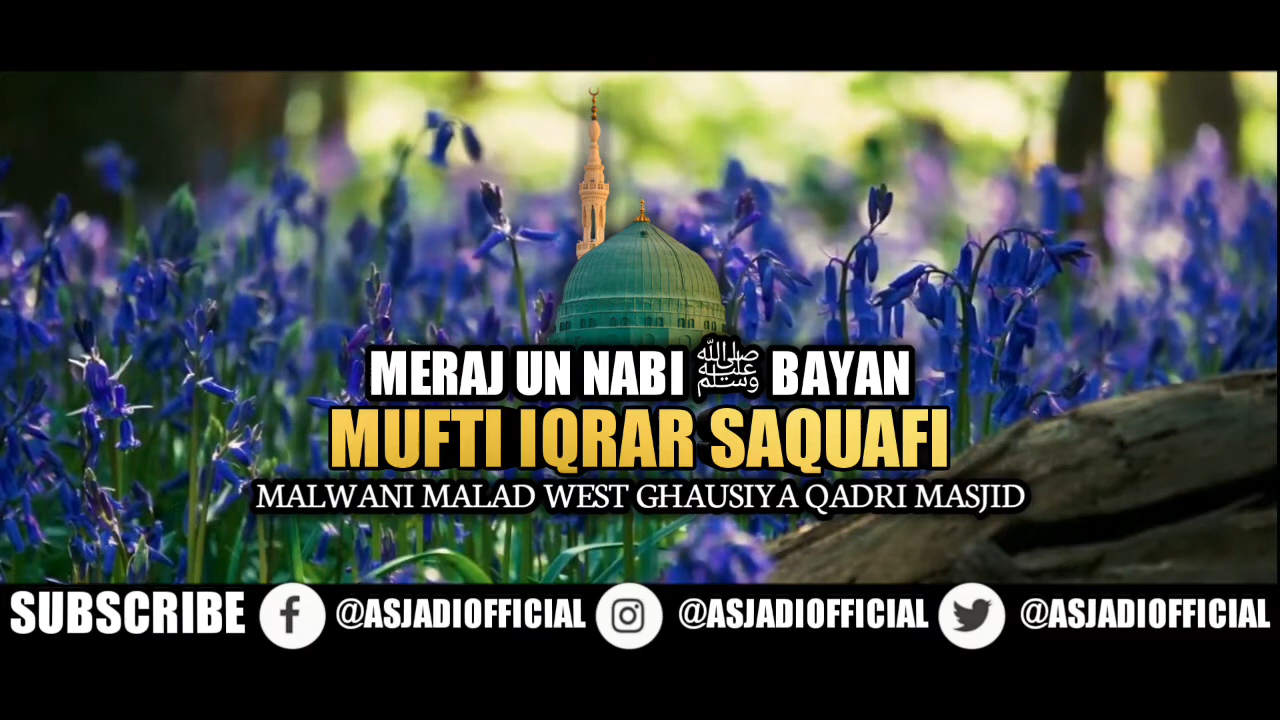 MERAJ UN NABI ﷺ BAYAN
MUFTI IQRAR SAQUAFI
MALWANI MALAD WEST GHAUSIYA QADRI MASJID
SUBSCRIBE @ASJADIOFFICIAL @ASJADIOFFICIAL @ASJADIOFFICIAL